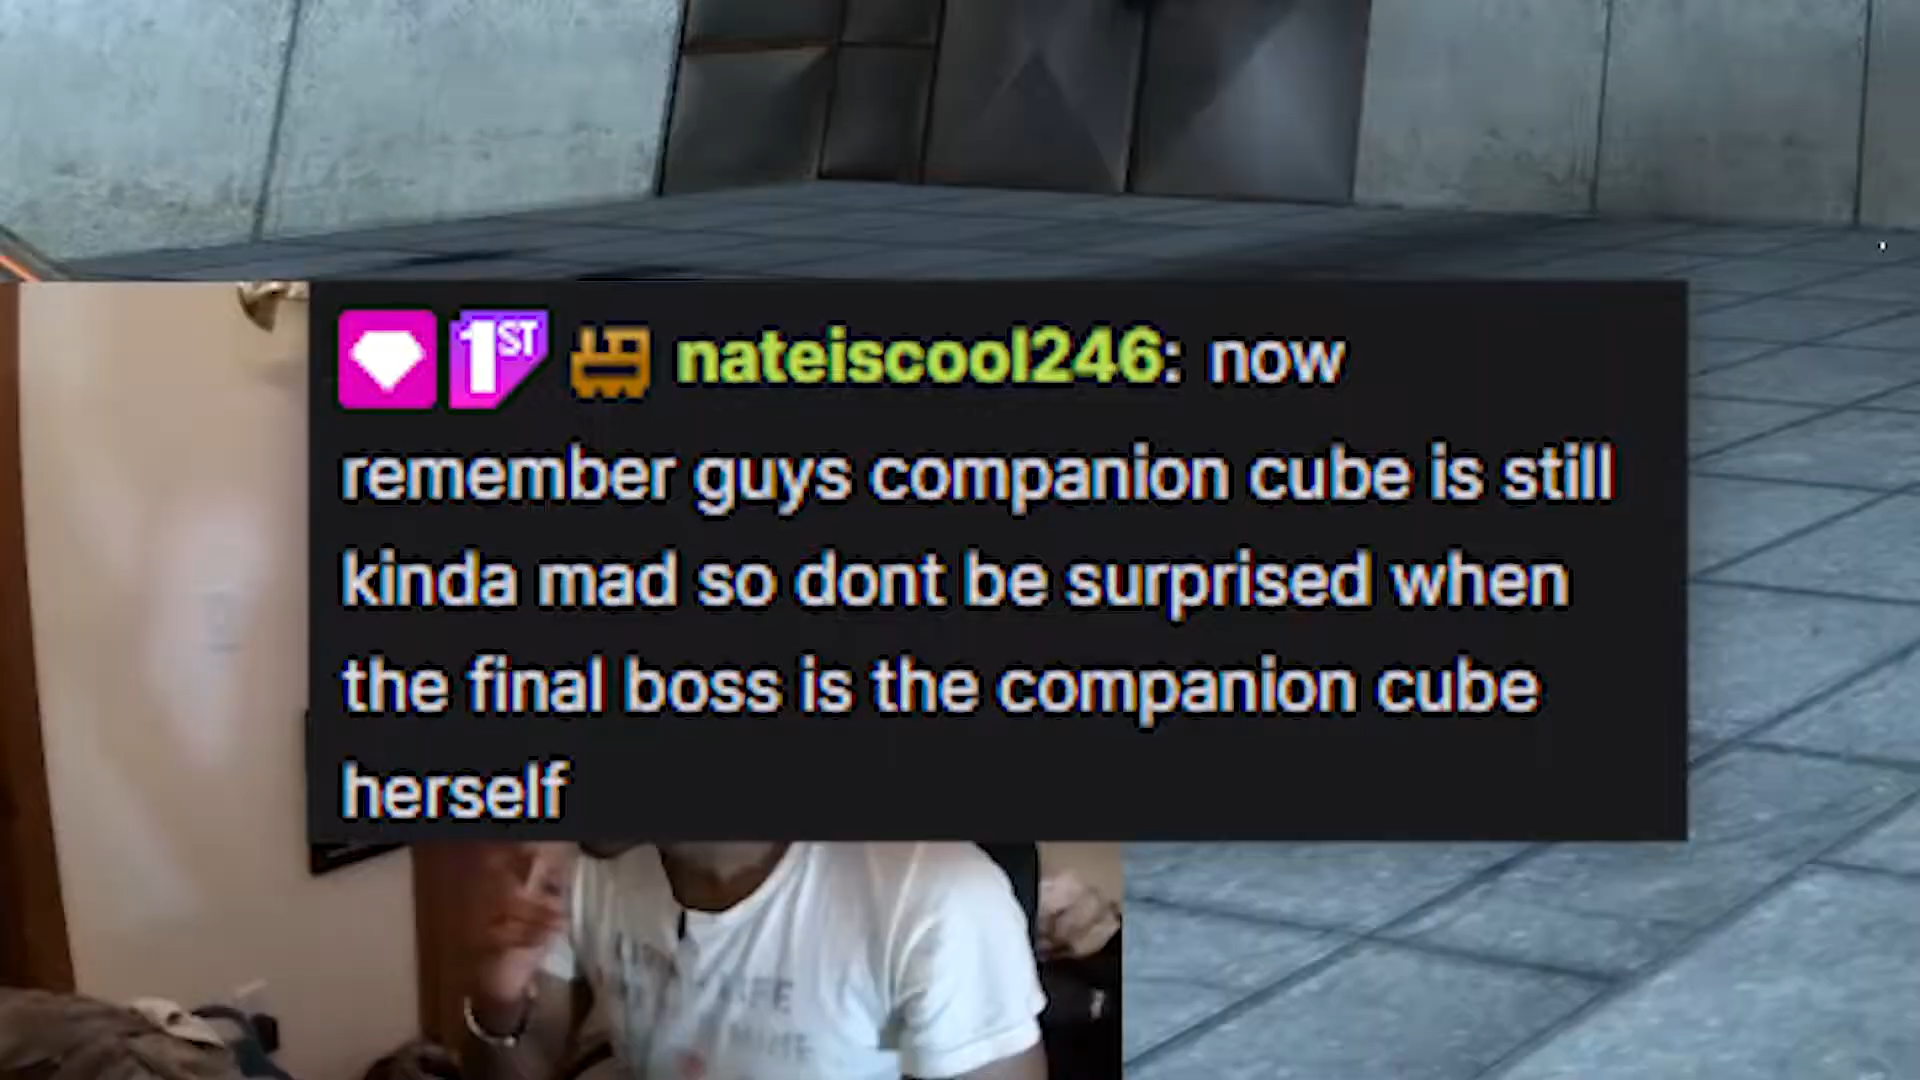 1ST nateiscool246: now
remember guys companion cube is still
kinda mad so dont be surprised when
the final boss is the companion cube
herself